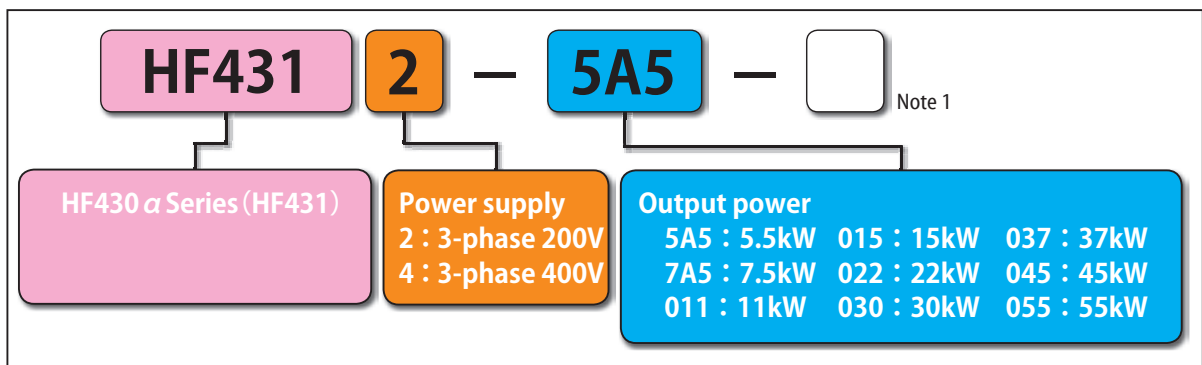 HF431 2 — 5A5 — Note 1
HF430 α Series（HF431）
Power supply
2：3-phase 200V
4：3-phase 400V
Output power
5A5：5.5kW 015：15kW 037：37kW
7A5：7.5kW 022：22kW 045：45kW
011：11kW 030：30kW 055：55kW